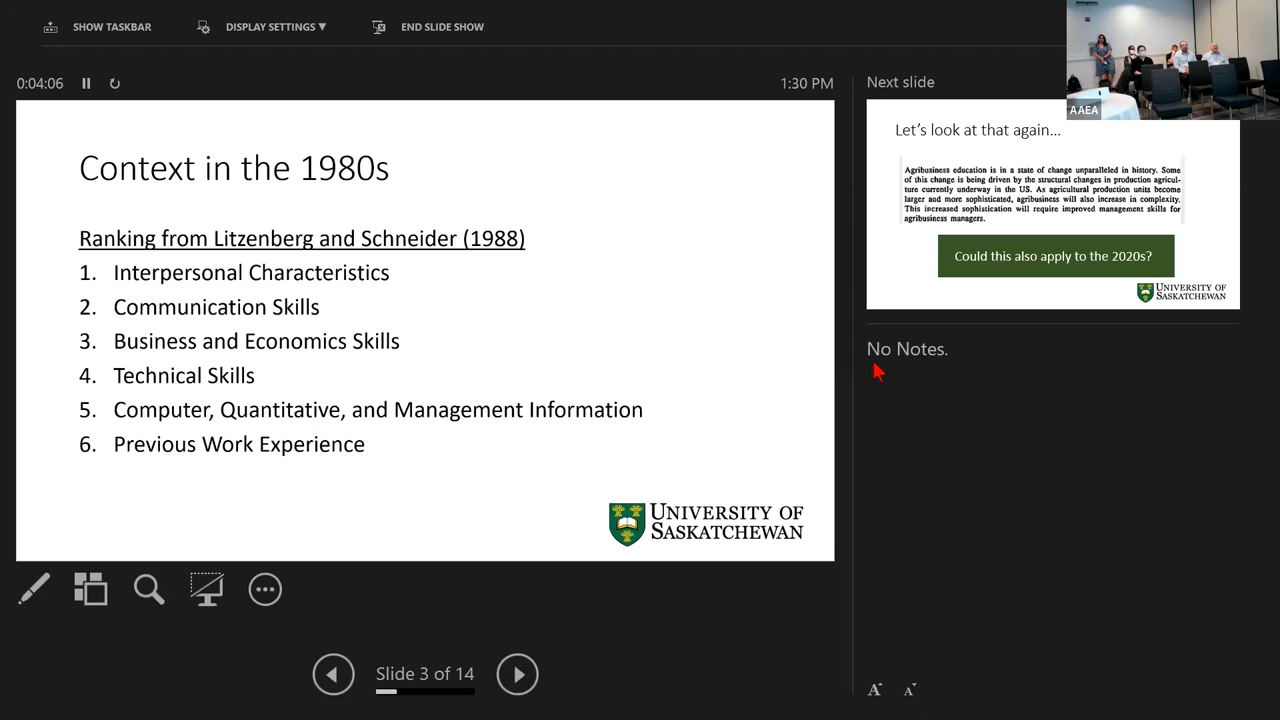 SHOW TASKBAR
DISPLAY SETTINGS ▼
END SLIDE SHOW
0:04:06
1:30 PM
Context in the 1980s
Ranking from Litzenberg and Schneider (1988)
1. Interpersonal Characteristics
2. Communication Skills
3. Business and Economics Skills
4. Technical Skills
5. Computer, Quantitative, and Management Information
6. Previous Work Experience
UNIVERSITY OF
SASKATCHEWAN
Slide 3 of 14
Next slide
AAEA
Let's look at that again...
Agribusiness education is in a state of change unparalleled in history. Some
of this change is being driven by the structural changes in production agricul-
ture currently underway in the US. As agricultural production units become
larger and more sophisticated, agribusiness will also increase in complexity.
This increased sophistication will require improved management skills for
agribusiness managers.
Could this also apply to the 2020s?
UNIVERSITY OF
SASKATCHEWAN
No Notes.
A A